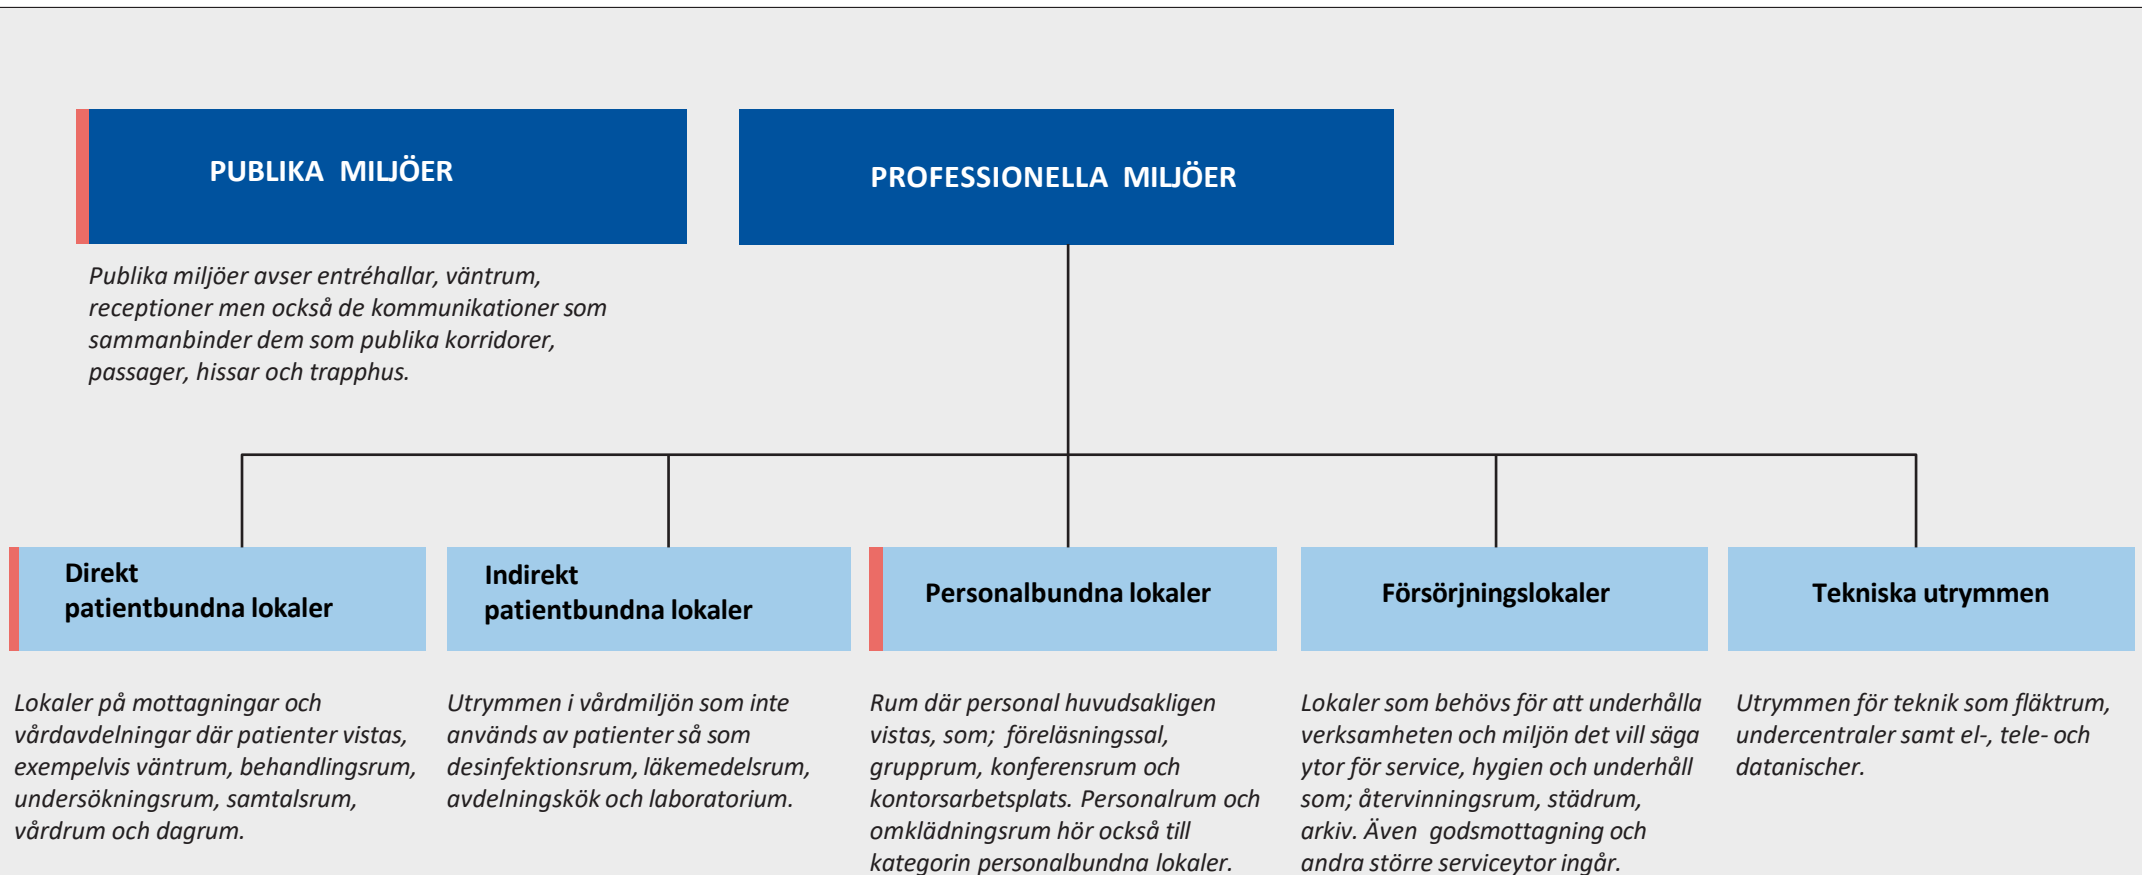 PUBLIKA MILJÖER
PROFESSIONELLA MILJÖER
Publika miljöer avser entréhallar, väntrum,
receptioner men också de kommunikationer som
sammanbinder dem som publika korridorer,
passager, hissar och trapphus.
Direkt
patientbundna lokaler
Indirekt
patientbundna lokaler
Personalbundna lokaler
Försörjningslokaler
Tekniska utrymmen
Lokaler på mottagningar och
vårdavdelningar där patienter vistas,
exempelvis väntrum, behandlingsrum,
undersökningsrum, samtalsrum,
vårdrum och dagrum.
Utrymmen i vårdmiljön som inte
används av patienter så som
desinfektionsrum, läkemedelsrum,
avdelningskök och laboratorium.
Rum där personal huvudsakligen
vistas, som; föreläsningssal,
grupprum, konferensrum och
kontorsarbetsplats. Personalrum och
omklädningsrum hör också till
kategorin personalbundna lokaler.
Lokaler som behövs för att underhålla
verksamheten och miljön det vill säga
ytor för service, hygien och underhåll
som; återvinningsrum, städrum,
arkiv. Även godsmottagning och
andra större serviceytor ingår.
Utrymmen för teknik som fläktrum,
undercentraler samt el-, tele- och
datanischer.